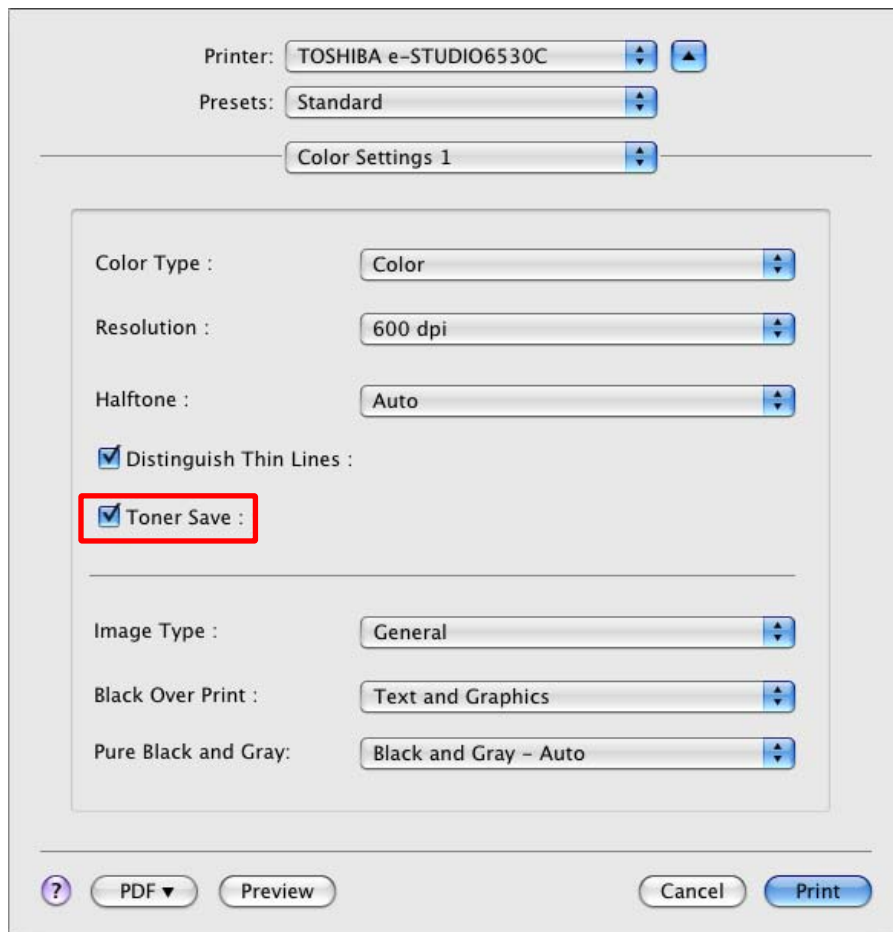 Printer: TOSHIBA e-STUDIO6530C
Presets: Standard
Color Settings 1
Color Type : Color
Resolution : 600 dpi
Halftone : Auto
Distinguish Thin Lines :
Toner Save :
Image Type : General
Black Over Print : Text and Graphics
Pure Black and Gray: Black and Gray – Auto
? PDF ▼ Preview Cancel Print